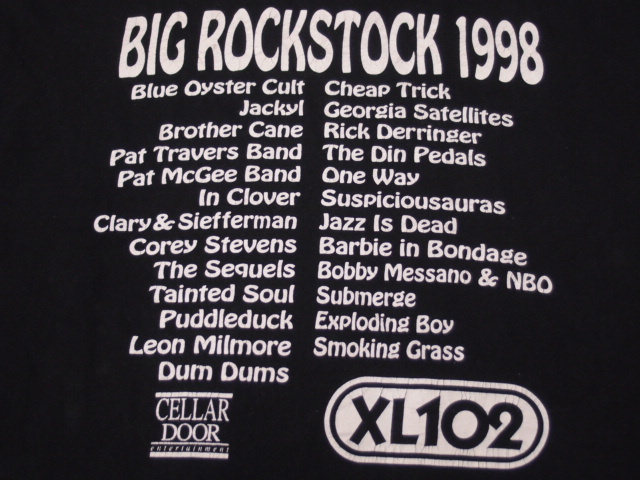 BIG ROCKSTOCK 1998
Blue Oyster Cult Cheap Trick
Jackyl Georgia Satellites
Brother Cane Rick Derringer
Pat Travers Band The Din Pedals
Pat McGee Band One Way
In Clover Suspiciousauras
Clary & Siefferman Jazz Is Dead
Corey Stevens Barbie in Bondage
The Sequels Bobby Messano & NBO
Tainted Soul Submerge
Puddleduck Exploding Boy
Leon Milmore Smoking Grass
Dum Dums
CELLAR
DOOR
entertainment
XL102